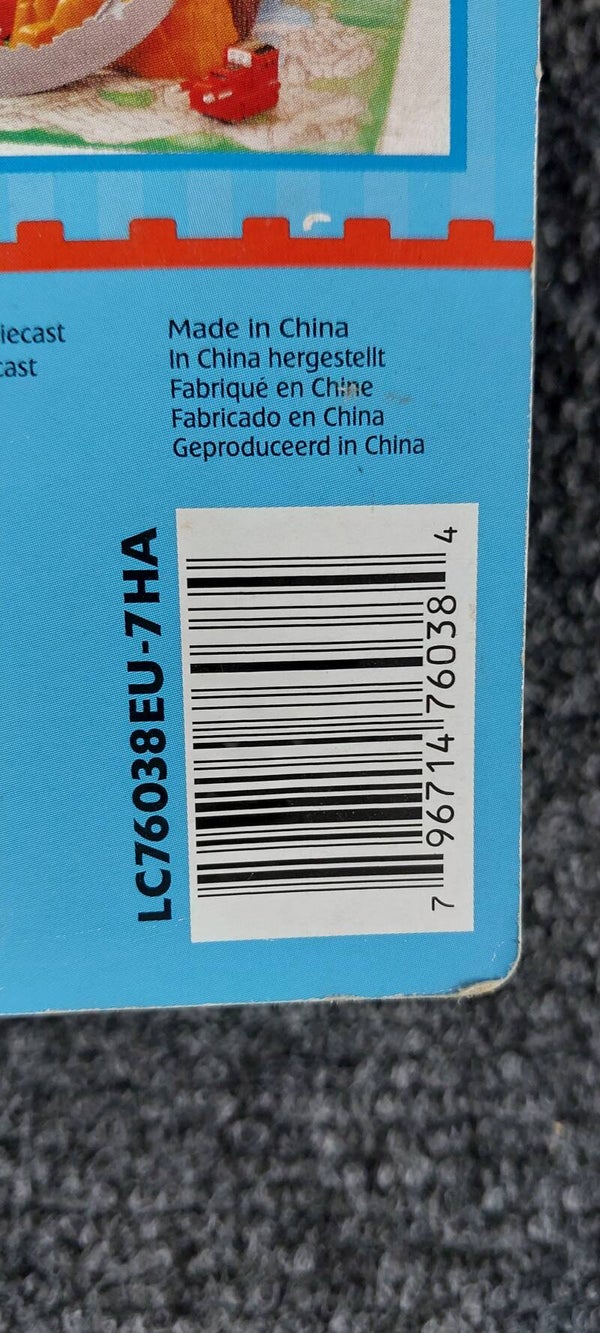 Made in China
In China hergestellt
Fabriqué en Chine
Fabricado en China
Geproduceerd in China
LC76038EU-7HA
7 96714 76038 4